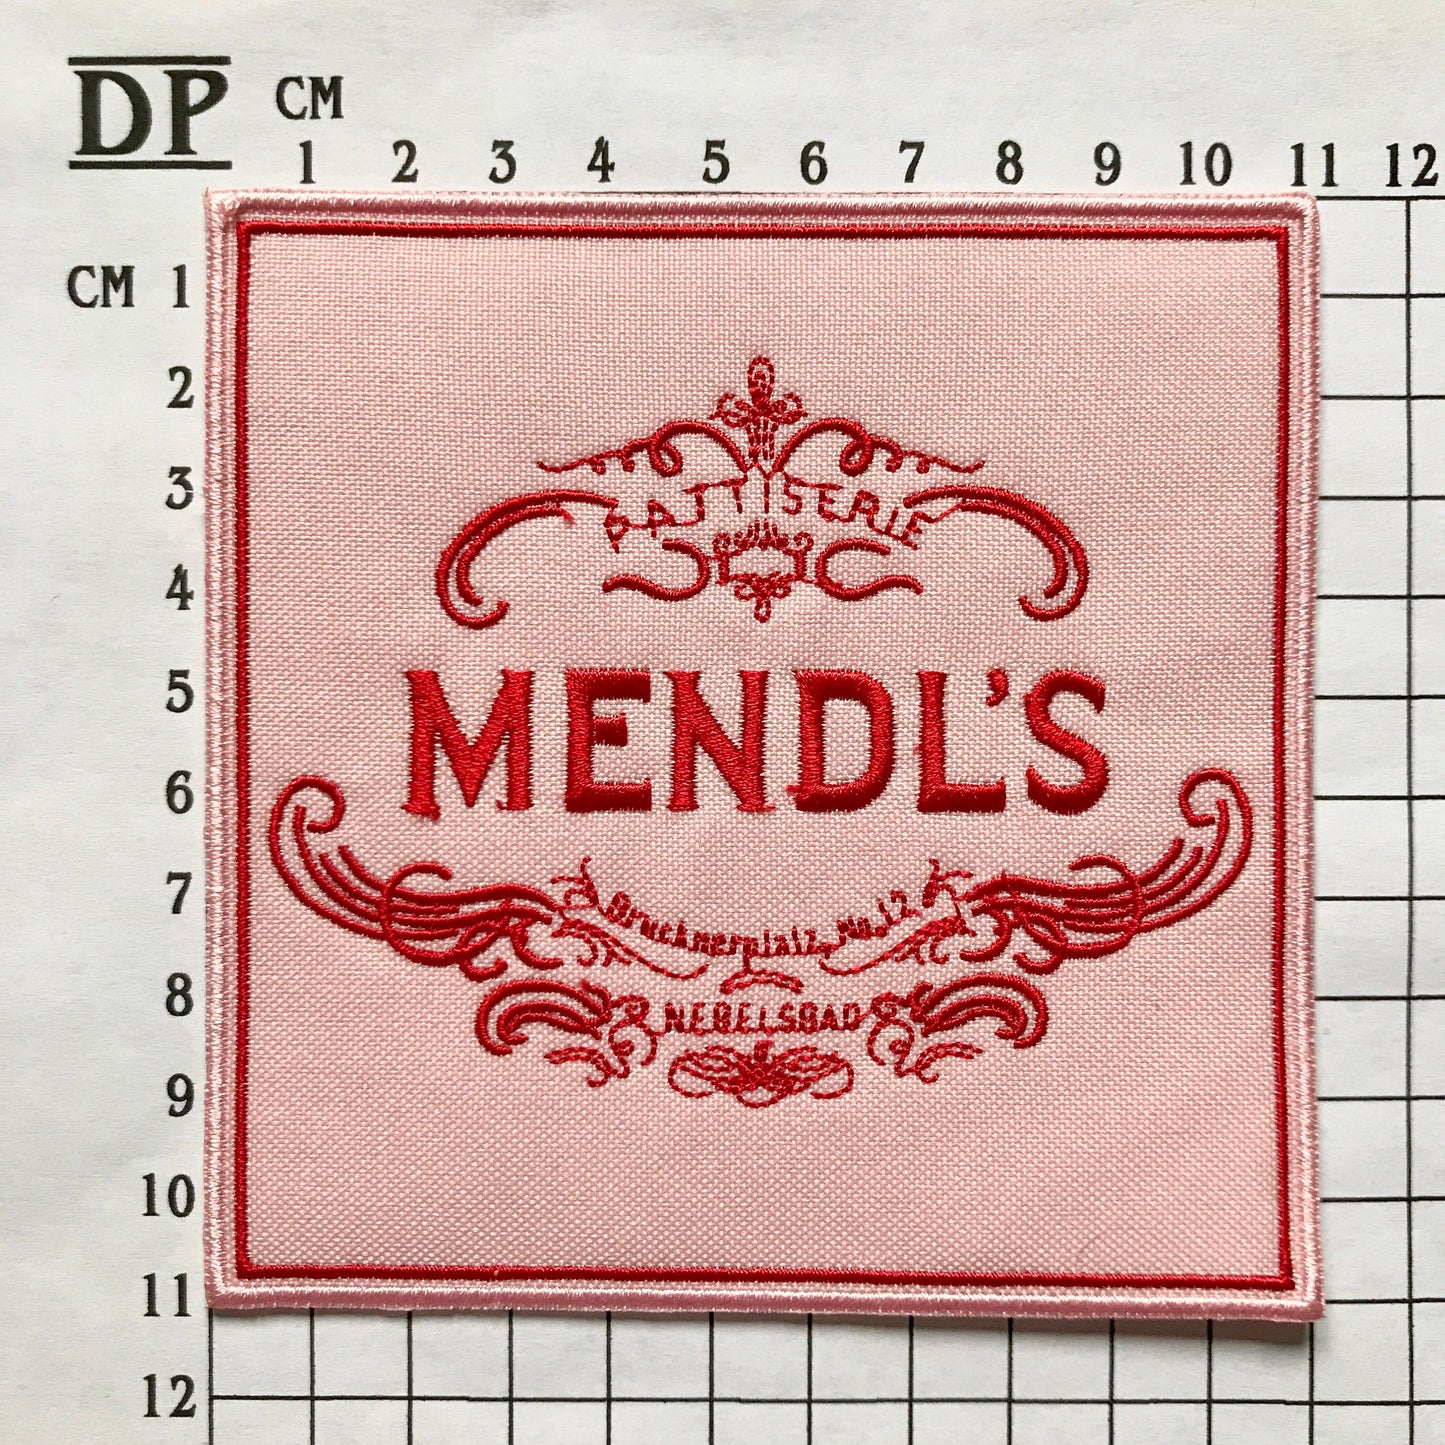 DP CM
1 2 3 4 5 6 7 8 9 10 11 12
CM 1
2
3
4
5
6
7
8
9
10
11
12
PATTISERIE
MENDL'S
Brucknerplatz, No.12
NEBELSBAD